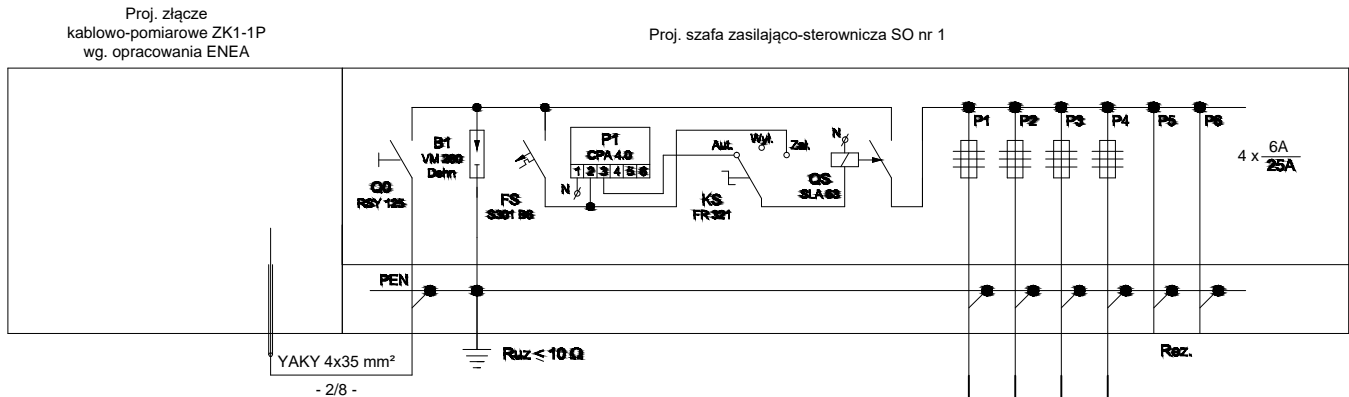 Proj. złącze
kablowo-pomiarowe ZK1-1P
wg. opracowania ENEA
Proj. szafa zasilająco-sterownicza SO nr 1
P1 P2 P3 P4 P5 P6
B1
VM 280
Dehn
P1
CPA 4.0
1 2 3 4 5 6
N
Aut.
Wył.
Zał.
N
4 x 6A
25A
Q0
RSY 125
FS
S301 B6
KS
FR 321
QS
SLA 63
PEN
YAKY 4x35 mm²
Ruz < 10 Ω
Rez.
- 2/8 -